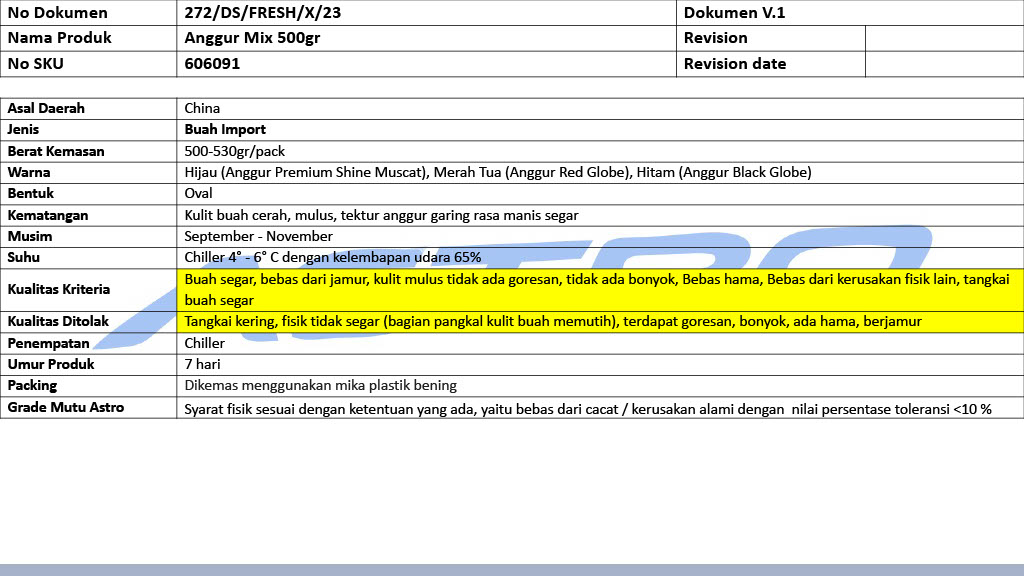 No Dokumen 272/DS/FRESH/X/23 Dokumen V.1
Nama Produk Anggur Mix 500gr Revision
No SKU 606091 Revision date
Asal Daerah China
Jenis Buah Import
Berat Kemasan 500-530gr/pack
Warna Hijau (Anggur Premium Shine Muscat), Merah Tua (Anggur Red Globe), Hitam (Anggur Black Globe)
Bentuk Oval
Kematangan Kulit buah cerah, mulus, tektur anggur garing rasa manis segar
Musim September - November
Suhu Chiller 4° - 6° C dengan kelembapan udara 65%
Kualitas Kriteria Buah segar, bebas dari jamur, kulit mulus tidak ada goresan, tidak ada bonyok, Bebas hama, Bebas dari kerusakan fisik lain, tangkai
buah segar
Kualitas Ditolak Tangkai kering, fisik tidak segar (bagian pangkal kulit buah memutih), terdapat goresan, bonyok, ada hama, berjamur
Penempatan Chiller
Umur Produk 7 hari
Packing Dikemas menggunakan mika plastik bening
Grade Mutu Astro Syarat fisik sesuai dengan ketentuan yang ada, yaitu bebas dari cacat / kerusakan alami dengan nilai persentase toleransi <10 %
ASTRO